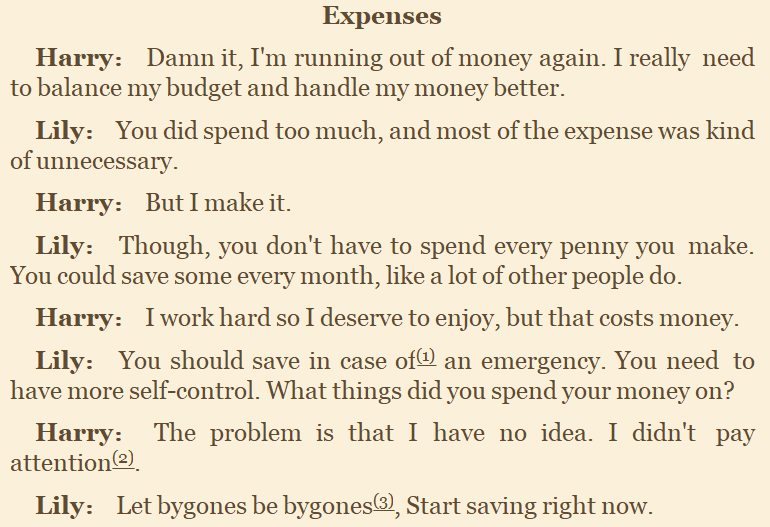 Expenses
Harry： Damn it, I'm running out of money again. I really need
to balance my budget and handle my money better.
Lily： You did spend too much, and most of the expense was kind
of unnecessary.
Harry： But I make it.
Lily： Though, you don't have to spend every penny you make.
You could save some every month, like a lot of other people do.
Harry： I work hard so I deserve to enjoy, but that costs money.
Lily： You should save in case of(1) an emergency. You need to
have more self-control. What things did you spend your money on?
Harry： The problem is that I have no idea. I didn't pay
attention(2).
Lily： Let bygones be bygones(3), Start saving right now.